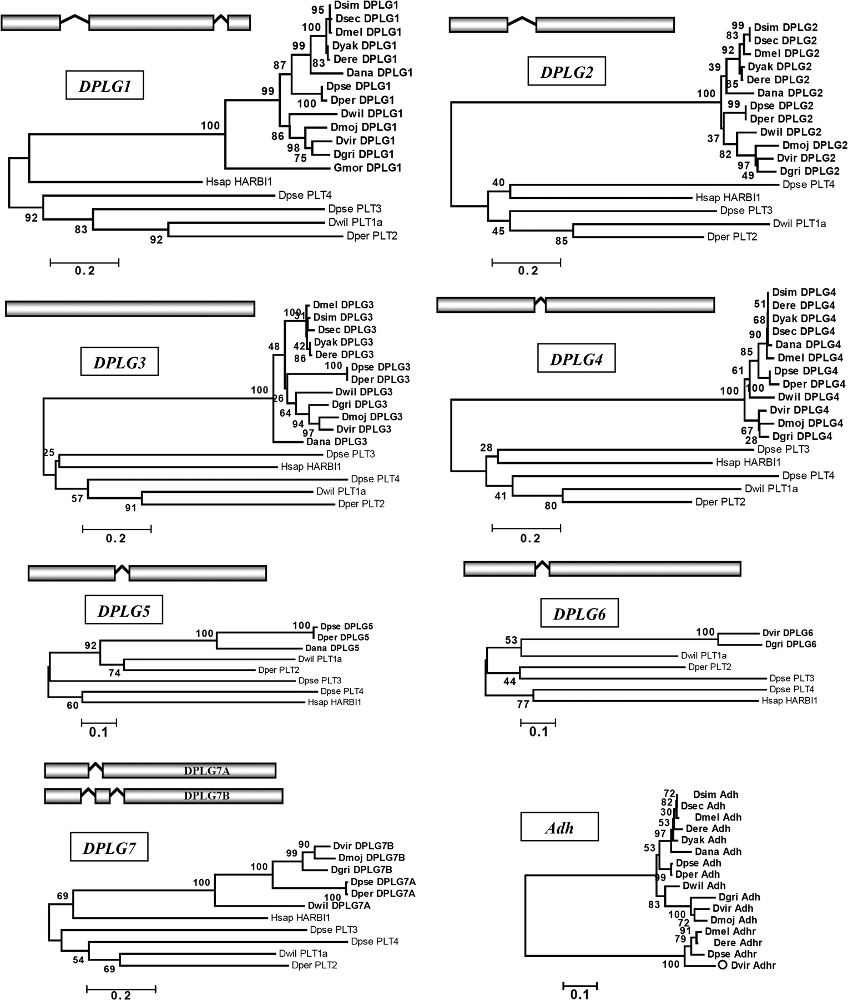 DPLG1
95
Dsim DPLG1
Dsec DPLG1
100
Dmel DPLG1
99
Dyak DPLG1
83
Dere DPLG1
87
Dana DPLG1
99
Dpse DPLG1
100
Dper DPLG1
Dwil DPLG1
100
86
Dmoj DPLG1
98
Dvir DPLG1
75
Dgri DPLG1
Gmor DPLG1
Hsap HARBI1
Dpse PLT4
92
Dpse PLT3
83
Dwil PLT1a
92
Dper PLT2
0.2
DPLG2
99
Dsim DPLG2
83
Dsec DPLG2
92
Dmel DPLG2
39
Dyak DPLG2
85
Dere DPLG2
100
Dana DPLG2
99
Dpse DPLG2
Dper DPLG2
37
Dwil DPLG2
82
Dmoj DPLG2
97
Dvir DPLG2
49
Dgri DPLG2
40
Dpse PLT4
Hsap HARBI1
Dpse PLT3
45
Dwil PLT1a
85
Dper PLT2
0.2
DPLG3
Dmel DPLG3
100
31
Dsim DPLG3
Dsec DPLG3
48
42
Dyak DPLG3
86
Dere DPLG3
100
Dpse DPLG3
Dper DPLG3
100
26
Dwil DPLG3
64
Dgri DPLG3
94
Dmoj DPLG3
97
Dvir DPLG3
Dana DPLG3
25
Dpse PLT3
Hsap HARBI1
Dpse PLT4
57
Dwil PLT1a
91
Dper PLT2
0.2
DPLG4
Dsim DPLG4
51
Dere DPLG4
68
Dyak DPLG4
90
Dsec DPLG4
Dana DPLG4
85
Dmel DPLG4
61
Dpse DPLG4
100
100
Dper DPLG4
Dwil DPLG4
Dvir DPLG4
67
Dmoj DPLG4
28
Dgri DPLG4
28
Dpse PLT3
Hsap HARBI1
Dpse PLT4
41
Dwil PLT1a
80
Dper PLT2
0.2
DPLG5
100
Dpse DPLG5
100
Dper DPLG5
92
Dana DPLG5
Dwil PLT1a
74
Dper PLT2
Dpse PLT3
Dpse PLT4
60
Hsap HARBI1
0.1
DPLG6
100
Dvir DPLG6
53
Dgri DPLG6
Dwil PLT1a
Dper PLT2
44
Dpse PLT3
Dpse PLT4
77
Hsap HARBI1
0.1
DPLG7A
DPLG7B
DPLG7
90
Dvir DPLG7B
99
Dmoj DPLG7B
100
Dgri DPLG7B
100
Dpse DPLG7A
100
Dper DPLG7A
69
Dwil DPLG7A
Hsap HARBI1
Dpse PLT3
Dpse PLT4
54
Dwil PLT1a
69
Dper PLT2
0.2
Adh
72
Dsim Adh
82
Dsec Adh
30
Dmel Adh
53
Dere Adh
97
Dyak Adh
53
Dana Adh
Dpse Adh
99
Dper Adh
Dwil Adh
83
Dgri Adh
100
Dvir Adh
72
Dmoj Adh
91
Dmel Adhr
79
Dere Adhr
Dpse Adhr
100
Dvir Adhr
0.1